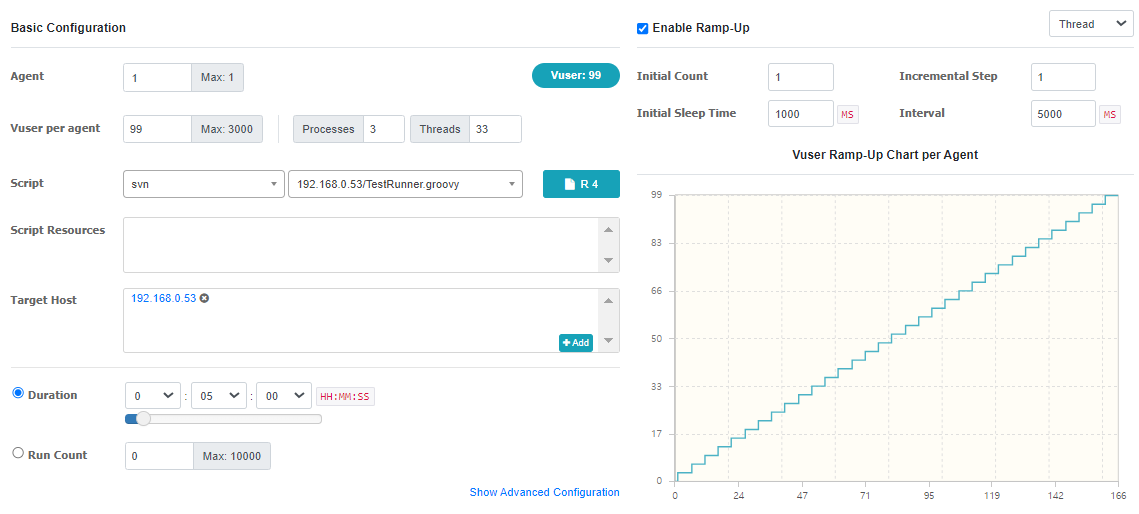 Basic Configuration
Agent
1
Max: 1
Vuser: 99
Vuser per agent
99
Max: 3000
Processes
3
Threads
33
Script
svn
192.168.0.53/TestRunner.groovy
R 4
Script Resources
Target Host
192.168.0.53
Add
Duration
0 : 05 : 00
HH:MM:SS
Run Count
0
Max: 10000
Show Advanced Configuration
Enable Ramp-Up
Thread
Initial Count
1
Incremental Step
1
Initial Sleep Time
1000
MS
Interval
5000
MS
Vuser Ramp-Up Chart per Agent
99
83
66
50
33
17
0
0 24 47 71 95 119 142 166